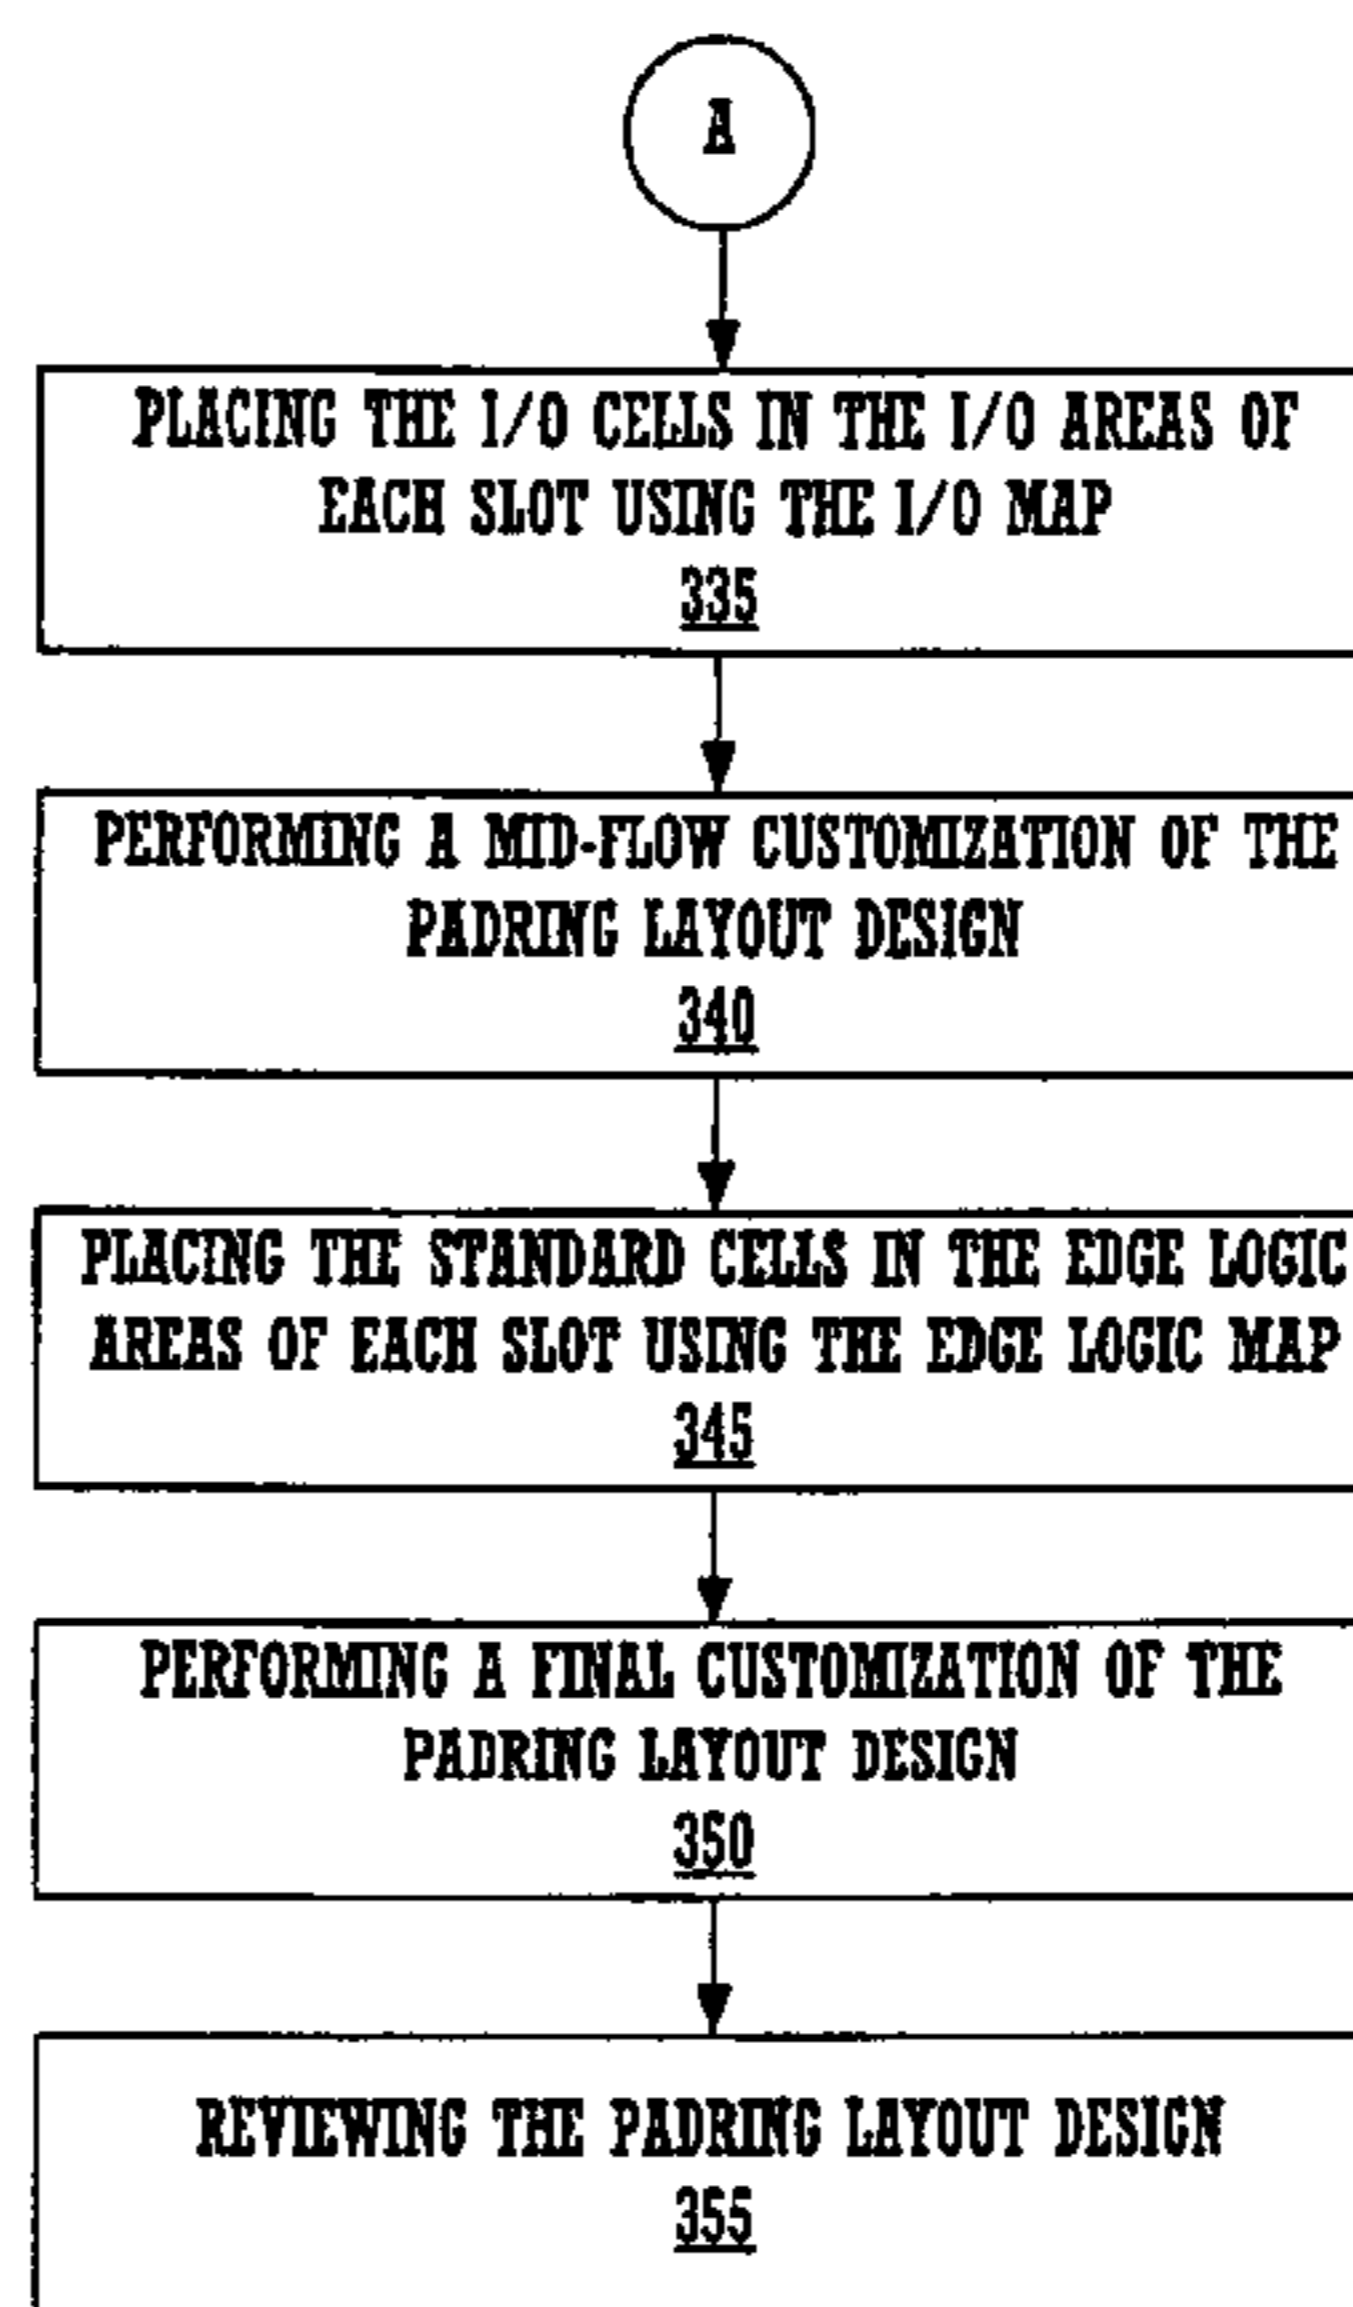 A
PLACING THE I/O CELLS IN THE I/O AREAS OF
EACH SLOT USING THE I/O MAP
335
PERFORMING A MID-FLOW CUSTOMIZATION OF THE
PADRING LAYOUT DESIGN
340
PLACING THE STANDARD CELLS IN THE EDGE LOGIC
AREAS OF EACH SLOT USING THE EDGE LOGIC MAP
345
PERFORMING A FINAL CUSTOMIZATION OF THE
PADRING LAYOUT DESIGN
350
REVIEWING THE PADRING LAYOUT DESIGN
355